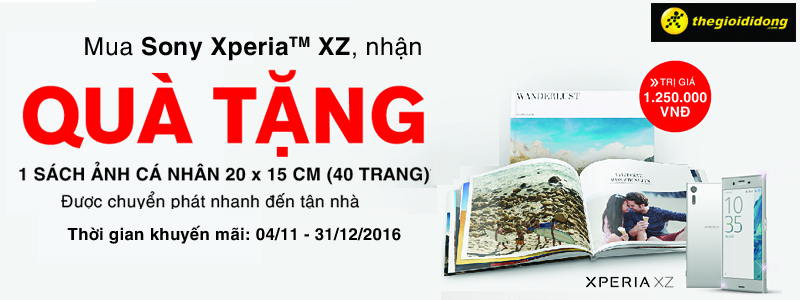 thegioididong
.com
Mua Sony Xperia™ XZ, nhận
QUÀ TẶNG
1 SÁCH ẢNH CÁ NHÂN 20 x 15 CM (40 TRANG)
Được chuyển phát nhanh đến tận nhà
Thời gian khuyến mãi: 04/11 - 31/12/2016
WANDERLUST
TRỊ GIÁ
1.250.000
VNĐ
10
35
XPERIA XZ